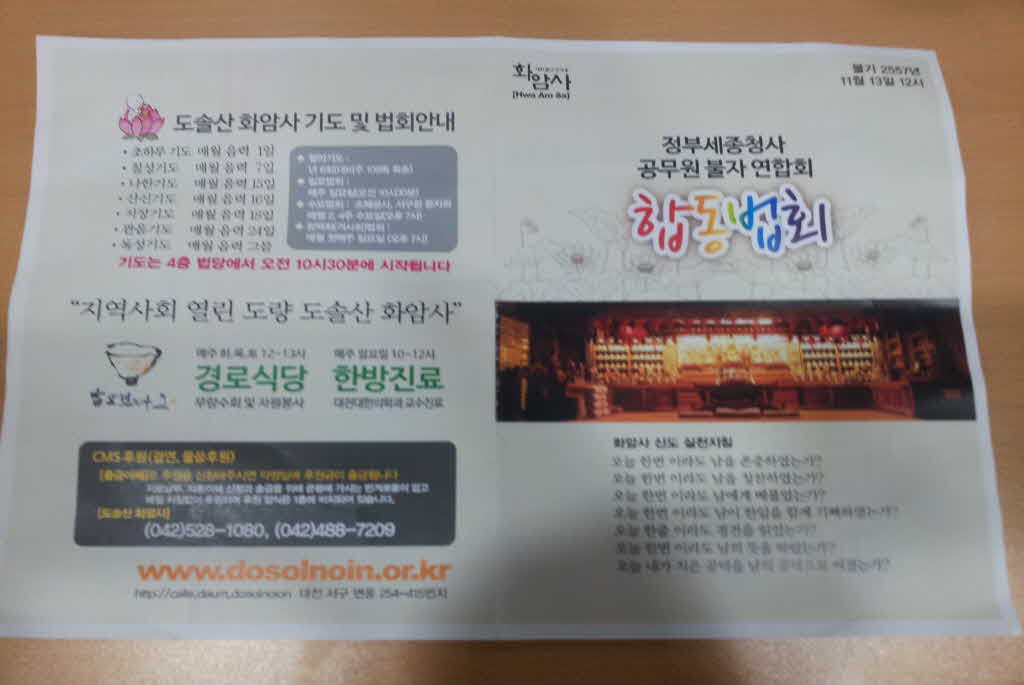 도솔산 화암사 기도 및 법회안내
• 초하루 기도 매월 음력 1일
• 칠성기도 매월 음력 7일
• 나한기도 매월 음력 15일
• 산신기도 매월 음력 16일
• 지장기도 매월 음력 18일
• 관음기도 매월 음력 24일
• 독성기도 매월 음력 그믐
기도는 4층 법당에서 오전 10시30분에 시작됩니다
"지역사회 열린 도량 도솔산 화암사"
매주 화,목,토 12~13시
경로식당
무량수회 및 자원봉사
매주 일요일 10~12시
한방진료
대전대한의학과 교수진료
CMS 후원(결연, 물품후원)
[도솔산 화암사]
(042)528-1080, (042)488-7209
www.dosolnoin.or.kr
http://cafe.daum.dosolnoin 대전 서구 변동 254-415번지
화암사
(Hwa Am Sa)
불기 2557년
11월 13일 12시
정부세종청사
공무원 불자 연합회
합동법회
화암사 신도 실천지침
오늘 한번 이라도 남을 존중하였는가?
오늘 한번 이라도 남을 칭찬하였는가?
오늘 한번 이라도 남에게 베풀었는가?
오늘 한번 이라도 남이 한일을 함께 기뻐하였는가?
오늘 한줄 이라도 경전을 읽었는가?
오늘 한번 이라도 남의 뜻을 따랐는가?
오늘 내가 지은 공덕을 남의 공덕으로 여겼는가?